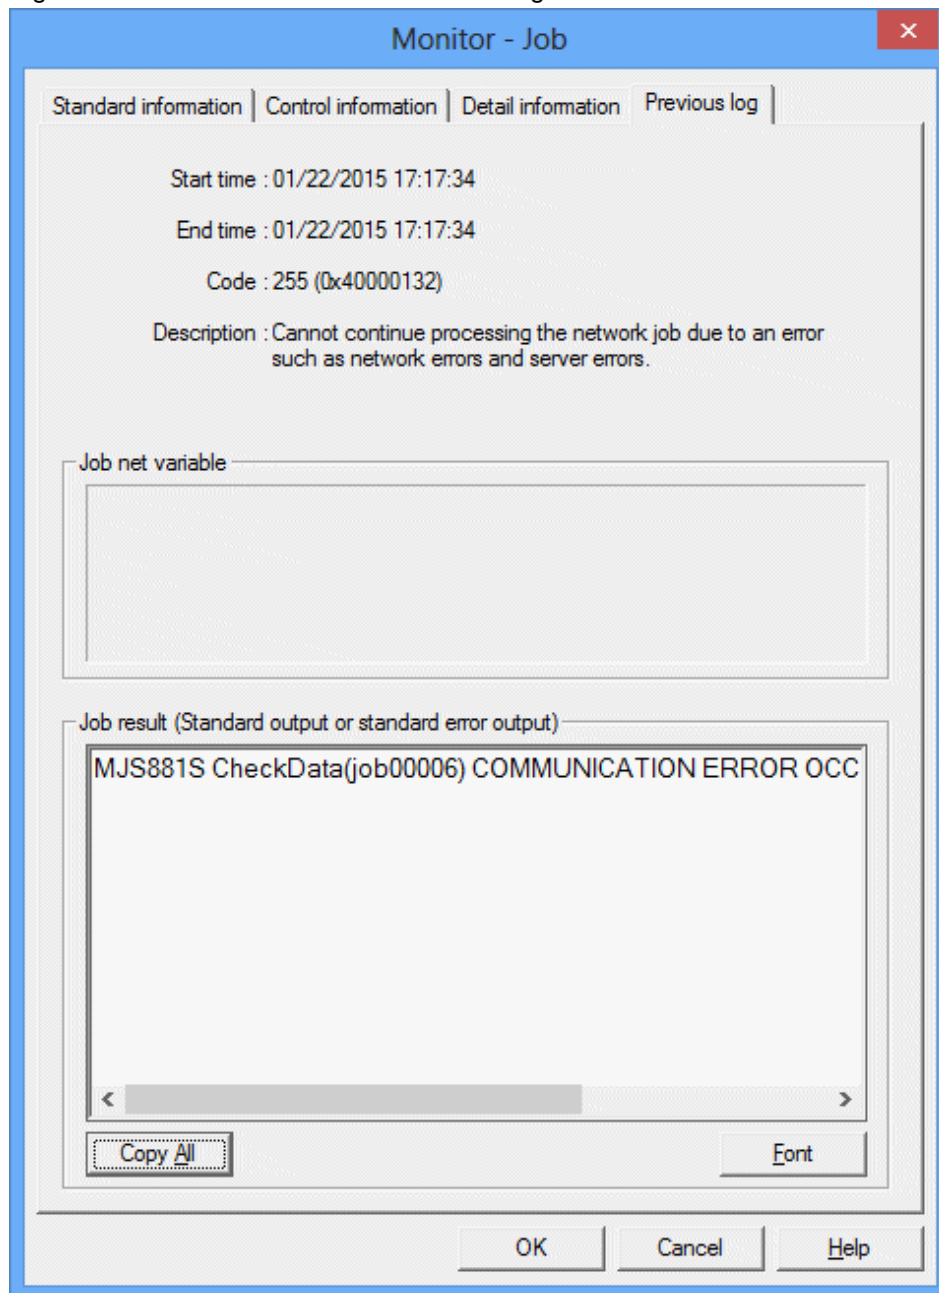 Monitor - Job
Standard information Control information Detail information Previous log
Start time : 01/22/2015 17:17:34
End time : 01/22/2015 17:17:34
Code : 255 (0x40000132)
Description : Cannot continue processing the network job due to an error
such as network errors and server errors.
Job net variable
Job result (Standard output or standard error output)
MJS881S CheckData(job00006) COMMUNICATION ERROR OCC
Copy All Font
OK Cancel Help